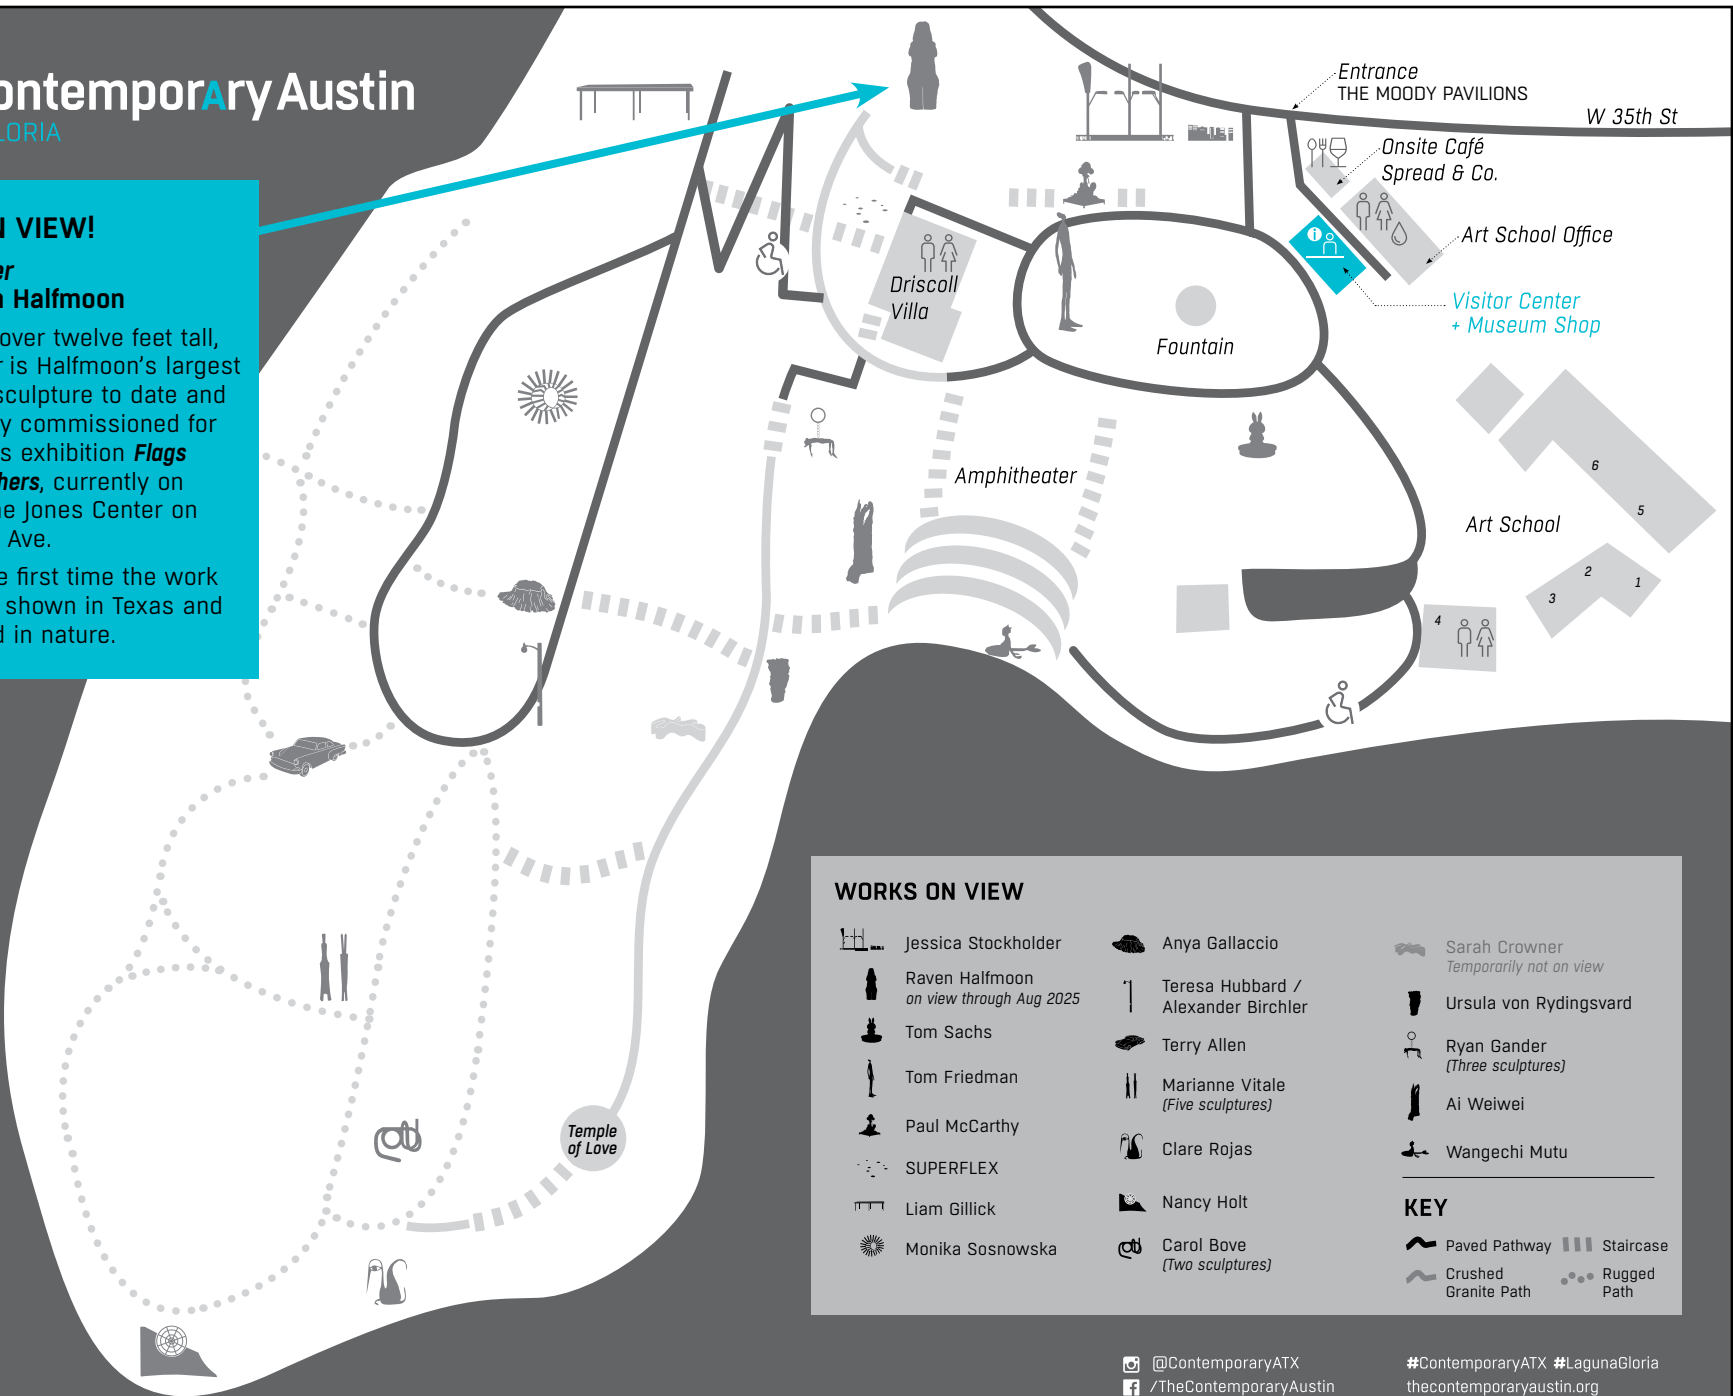 ontemporAry Austin
LORIA
N VIEW!
er
n Halfmoon
over twelve feet tall,
r is Halfmoon's largest
sculpture to date and
y commissioned for
s exhibition Flags
hers, currently on
ne Jones Center on
Ave.
e first time the work
shown in Texas and
d in nature.
Entrance
THE MOODY PAVILIONS
W 35th St
Onsite Café
Spread & Co.
Art School Office
Visitor Center
+ Museum Shop
Driscoll
Villa
Fountain
Amphitheater
Art School
6
5
2
1
3
4
Temple
of Love
WORKS ON VIEW
Jessica Stockholder
Raven Halfmoon
on view through Aug 2025
Tom Sachs
Tom Friedman
Paul McCarthy
SUPERFLEX
Liam Gillick
Monika Sosnowska
Anya Gallaccio
Teresa Hubbard /
Alexander Birchler
Terry Allen
Marianne Vitale
(Five sculptures)
Clare Rojas
Nancy Holt
Carol Bove
(Two sculptures)
Sarah Crowner
Temporarily not on view
Ursula von Rydingsvard
Ryan Gander
(Three sculptures)
Ai Weiwei
Wangechi Mutu
KEY
Paved Pathway
Staircase
Crushed
Granite Path
Rugged
Path
@ContemporaryATX
/TheContemporaryAustin
#ContemporaryATX #LagunaGloria
thecontemporaryaustin.org